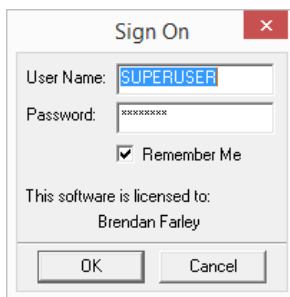 Sign On
User Name: SUPERUSER
Password: ********
Remember Me
This software is licensed to:
Brendan Farley
OK Cancel